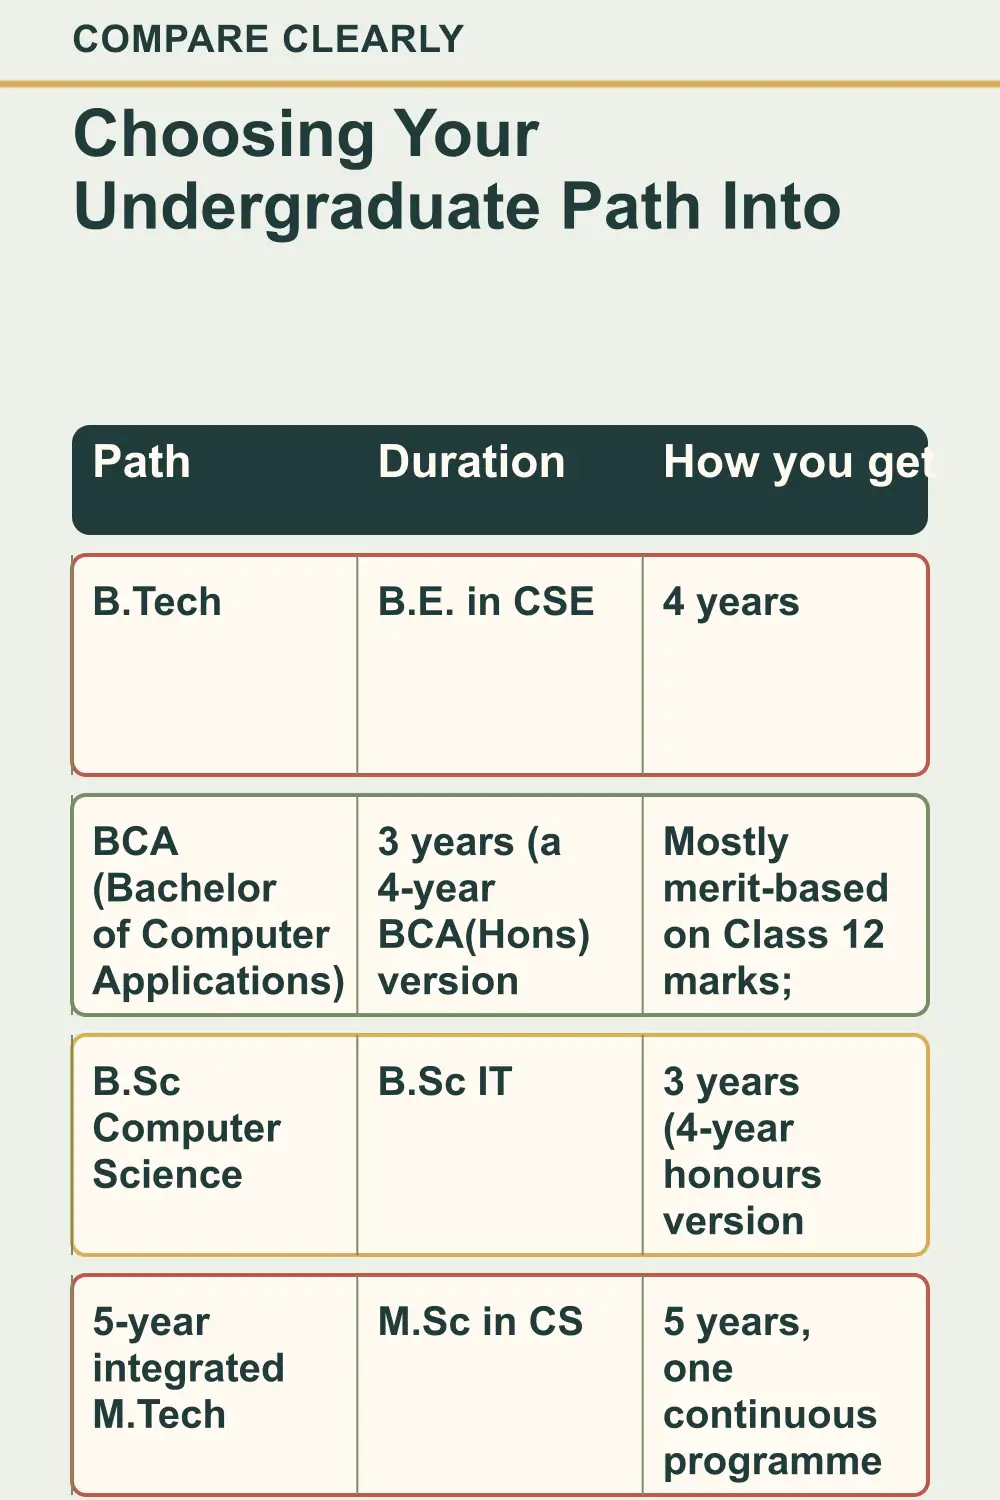 COMPARE CLEARLY
Choosing Your
Undergraduate Path Into
Path Duration How you get
B.Tech B.E. in CSE 4 years
BCA
(Bachelor
of Computer
Applications)
3 years (a
4-year
BCA(Hons)
version
Mostly
merit-based
on Class 12
marks;
B.Sc
Computer
Science
B.Sc IT
3 years
(4-year
honours
version
5-year
integrated
M.Tech
M.Sc in CS
5 years,
one
continuous
programme